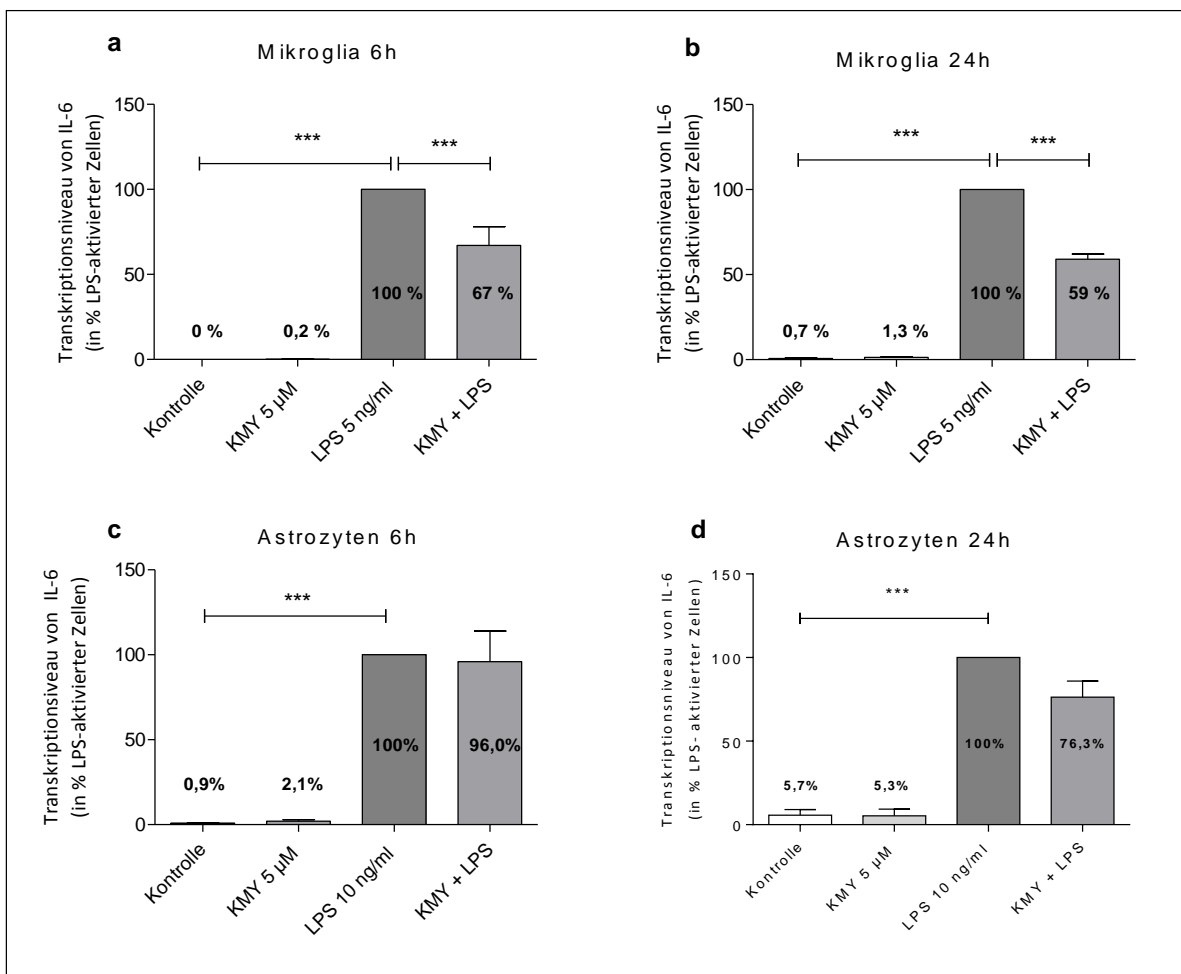 a
Mikroglia 6h
Transkriptionsniveau von IL-6
(in % LPS-aktivierter Zellen)
150
100
50
0
***
***
0 %
0,2 %
100 %
67 %
Kontrolle
KMY 5 µM
LPS 5 ng/ml
KMY + LPS
b
Mikroglia 24h
Transkriptionsniveau von IL-6
(in % LPS-aktivierter Zellen)
150
100
50
0
***
***
0,7 %
1,3 %
100 %
59 %
Kontrolle
KMY 5 µM
LPS 5 ng/ml
KMY + LPS
c
Astrozyten 6h
Transkriptionsiveau von IL-6
(in % LPS-aktivierter Zellen)
150
100
50
0
***
0,9%
2,1%
100%
96,0%
Kontrolle
KMY 5 µM
LPS 10 ng/ml
KMY + LPS
d
Astrozyten 24h
Transkriptionsniveau von IL-6
(in % LPS- aktivierter Zellen)
150
100
50
0
***
5,7%
5,3%
100%
76,3%
Kontrolle
KMY 5 µM
LPS 10 ng/ml
KMY + LPS